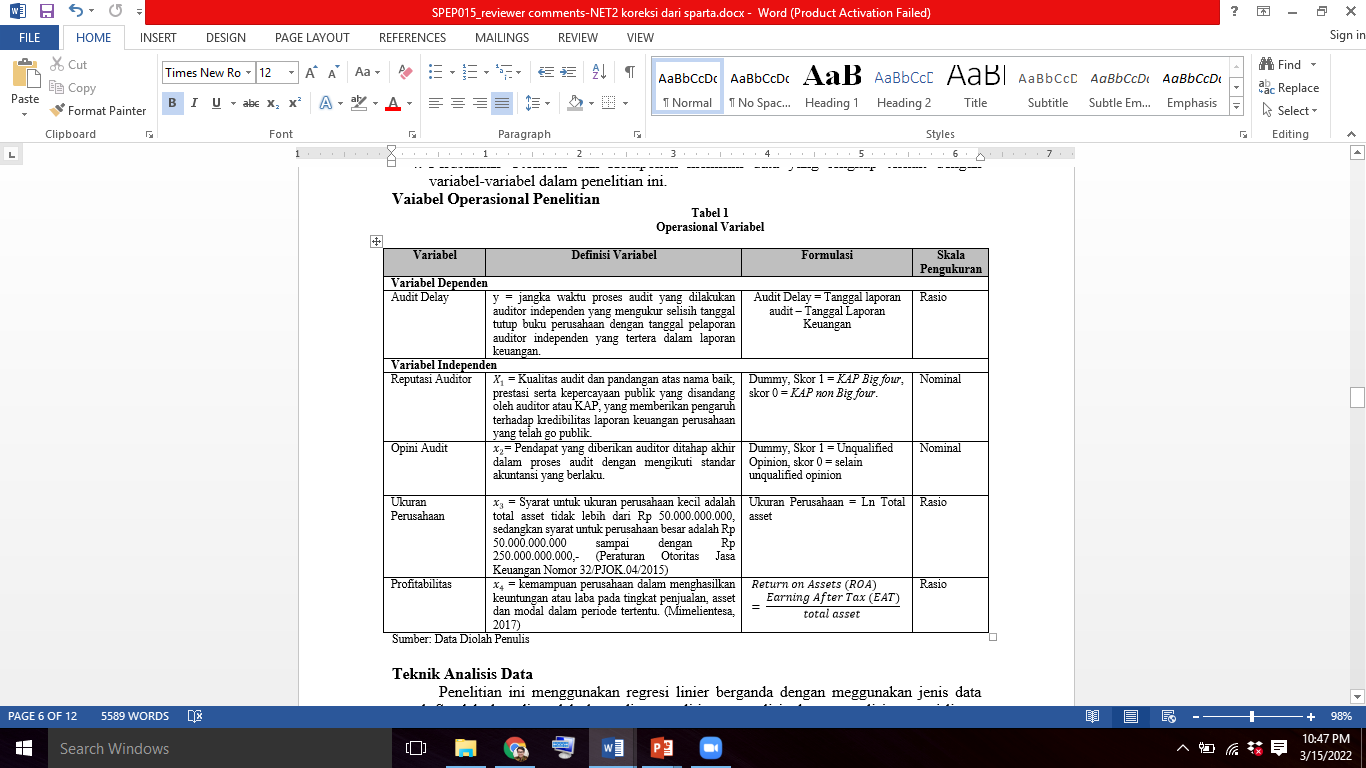 SPEP015_reviewer comments-NET2 koreksi dari sparta.docx - Word (Product Activation Failed)
FILE HOME INSERT DESIGN PAGE LAYOUT REFERENCES MAILINGS REVIEW VIEW Sign in
Paste
Cut
Copy
Format Painter
Times New Ro 12
AaBbCcDc AaBbCcDc AaB AaBbCcD AaB AaBbCcD AaBbCcDc AaBbCcDc
¶ Normal ¶ No Spac... Heading 1 Heading 2 Title Subtitle Subtle Em... Emphasis
Find
Replace
Select
Clipboard Font Paragraph Styles Editing
1 1 2 3 4 5 6 7
variabel-variabel dalam penelitian ini.
Vaiabel Operasional Penelitian
Tabel 1
Operasional Variabel
Variabel Definisi Variabel Formulasi Skala
Pengukuran
Variabel Dependen
Audit Delay
y = jangka waktu proses audit yang dilakukan
auditor independen yang mengukur selisih tanggal
tutup buku perusahaan dengan tanggal pelaporan
auditor independen yang tertera dalam laporan
keuangan.
Audit Delay = Tanggal laporan
audit – Tanggal Laporan
Keuangan
Rasio
Variabel Independen
Reputasi Auditor
X₁ = Kualitas audit dan pandangan atas nama baik,
prestasi serta kepercayaan publik yang disandang
oleh auditor atau KAP, yang memberikan pengaruh
terhadap kredibilitas laporan keuangan perusahaan
yang telah go publik.
Dummy, Skor 1 = KAP Big four,
skor 0 = KAP non Big four.
Nominal
Opini Audit
x₂= Pendapat yang diberikan auditor ditahap akhir
dalam proses audit dengan mengikuti standar
akuntansi yang berlaku.
Dummy, Skor 1 = Unqualified
Opinion, skor 0 = selain
unqualified opinion
Nominal
Ukuran
Perusahaan
x₃ = Syarat untuk ukuran perusahaan kecil adalah
total asset tidak lebih dari Rp 50.000.000.000,
sedangkan syarat untuk perusahaan besar adalah Rp
50.000.000.000 sampai dengan Rp
250.000.000.000,- (Peraturan Otoritas Jasa
Keuangan Nomor 32/PJOK.04/2015)
Ukuran Perusahaan = Ln Total
asset
Rasio
Profitabilitas
x₄ = kemampuan perusahaan dalam menghasilkan
keuntungan atau laba pada tingkat penjualan, asset
dan modal dalam periode tertentu. (Mimelientesa,
2017)
Return on Assets (ROA)
= Earning After Tax (EAT)
total asset
Rasio
Sumber: Data Diolah Penulis
Teknik Analisis Data
Penelitian ini menggunakan regresi linier berganda dengan meggunakan jenis data
PAGE 6 OF 12 5589 WORDS 98%
Search Windows
10:47 PM
3/15/2022